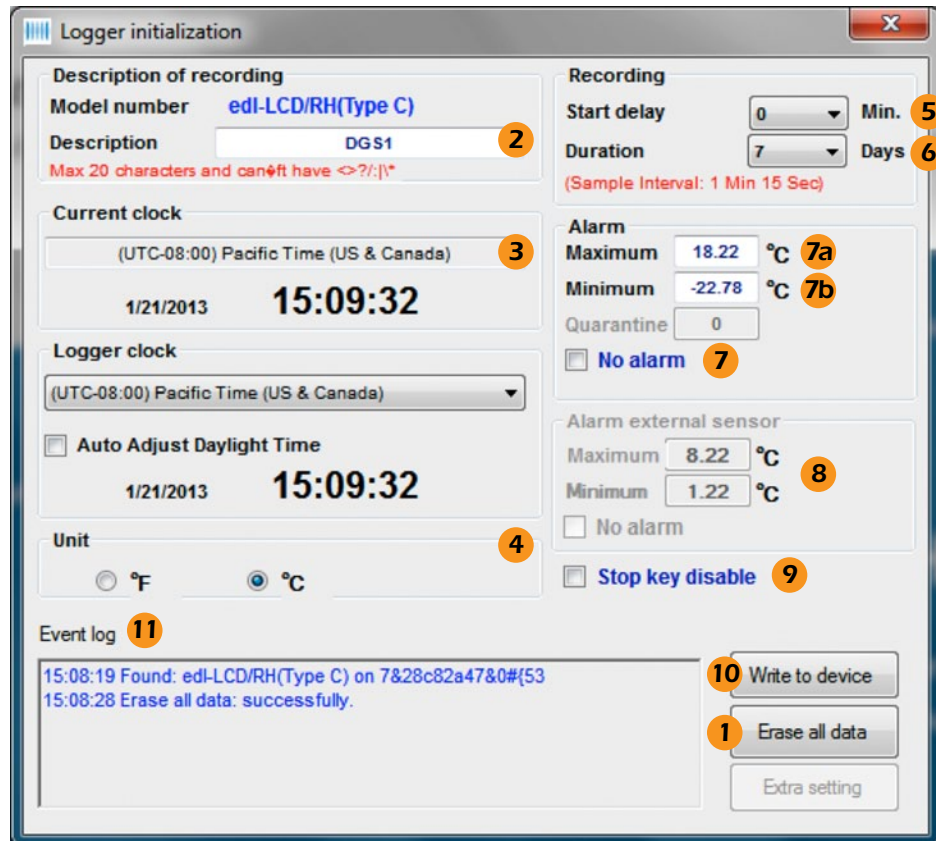 Logger initialization
Description of recording
Model number edl-LCD/RH(Type C)
Description DGS1 2
Max 20 characters and can�ft have <>?/:|\*
Current clock
(UTC-08:00) Pacific Time (US & Canada) 3
1/21/2013 15:09:32
Logger clock
(UTC-08:00) Pacific Time (US & Canada)
Auto Adjust Daylight Time
1/21/2013 15:09:32
Unit 4
°F °C
Recording
Start delay 0 Min. 5
Duration 7 Days 6
(Sample Interval: 1 Min 15 Sec)
Alarm
Maximum 18.22 °C 7a
Minimum -22.78 °C 7b
Quarantine 0
No alarm 7
Alarm external sensor
Maximum 8.22 °C
8
Minimum 1.22 °C
No alarm
Stop key disable 9
Event log 11
15:08:19 Found: edl-LCD/RH(Type C) on 7&28c82a47&0#{53
15:08:28 Erase all data: successfully.
10 Write to device
1 Erase all data
Extra setting